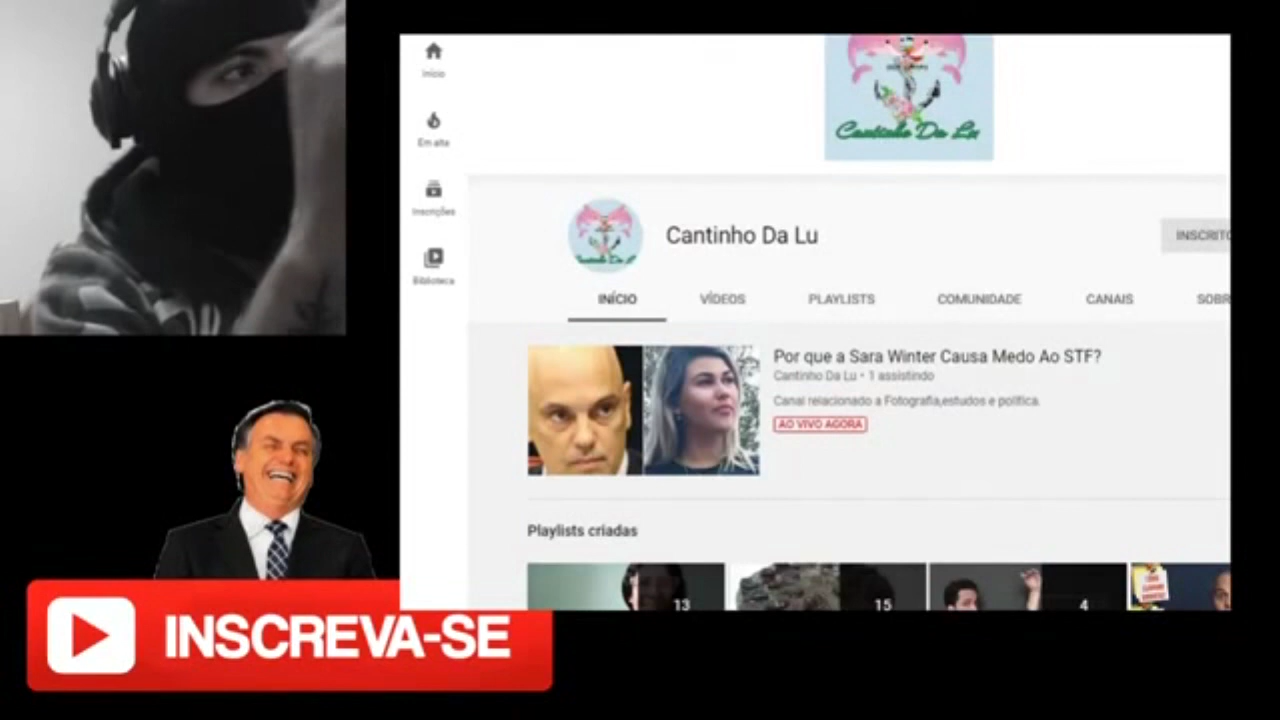 Início
Em alta
Inscrições
Biblioteca
Cantinho Da Lu
Cantinho Da Lu
INSCRITO
INÍCIO
VÍDEOS
PLAYLISTS
COMUNIDADE
CANAIS
SOBR
Por que a Sara Winter Causa Medo Ao STF?
Cantinho Da Lu • 1 assistindo
Canal relacionado a Fotografia,estudos e política.
AO VIVO AGORA
Playlists criadas
13
15
4
INSCREVA-SE